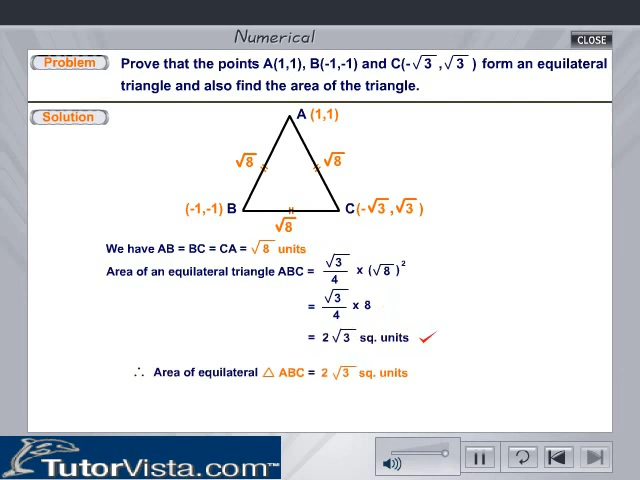 Numerical
CLOSE
Problem
Prove that the points A(1,1), B(-1,-1) and C(-√3 ,√3 ) form an equilateral
triangle and also find the area of the triangle.
Solution
A (1,1)
√8 √8
(-1,-1) B C(-√3 ,√3 )
√8
We have AB = BC = CA = √8 units
Area of an equilateral triangle ABC = √3/4 x (√8 )²
= √3/4 x 8
= 2√3 sq. units
∴ Area of equilateral △ ABC = 2 √3 sq. units
TutorVista.com™